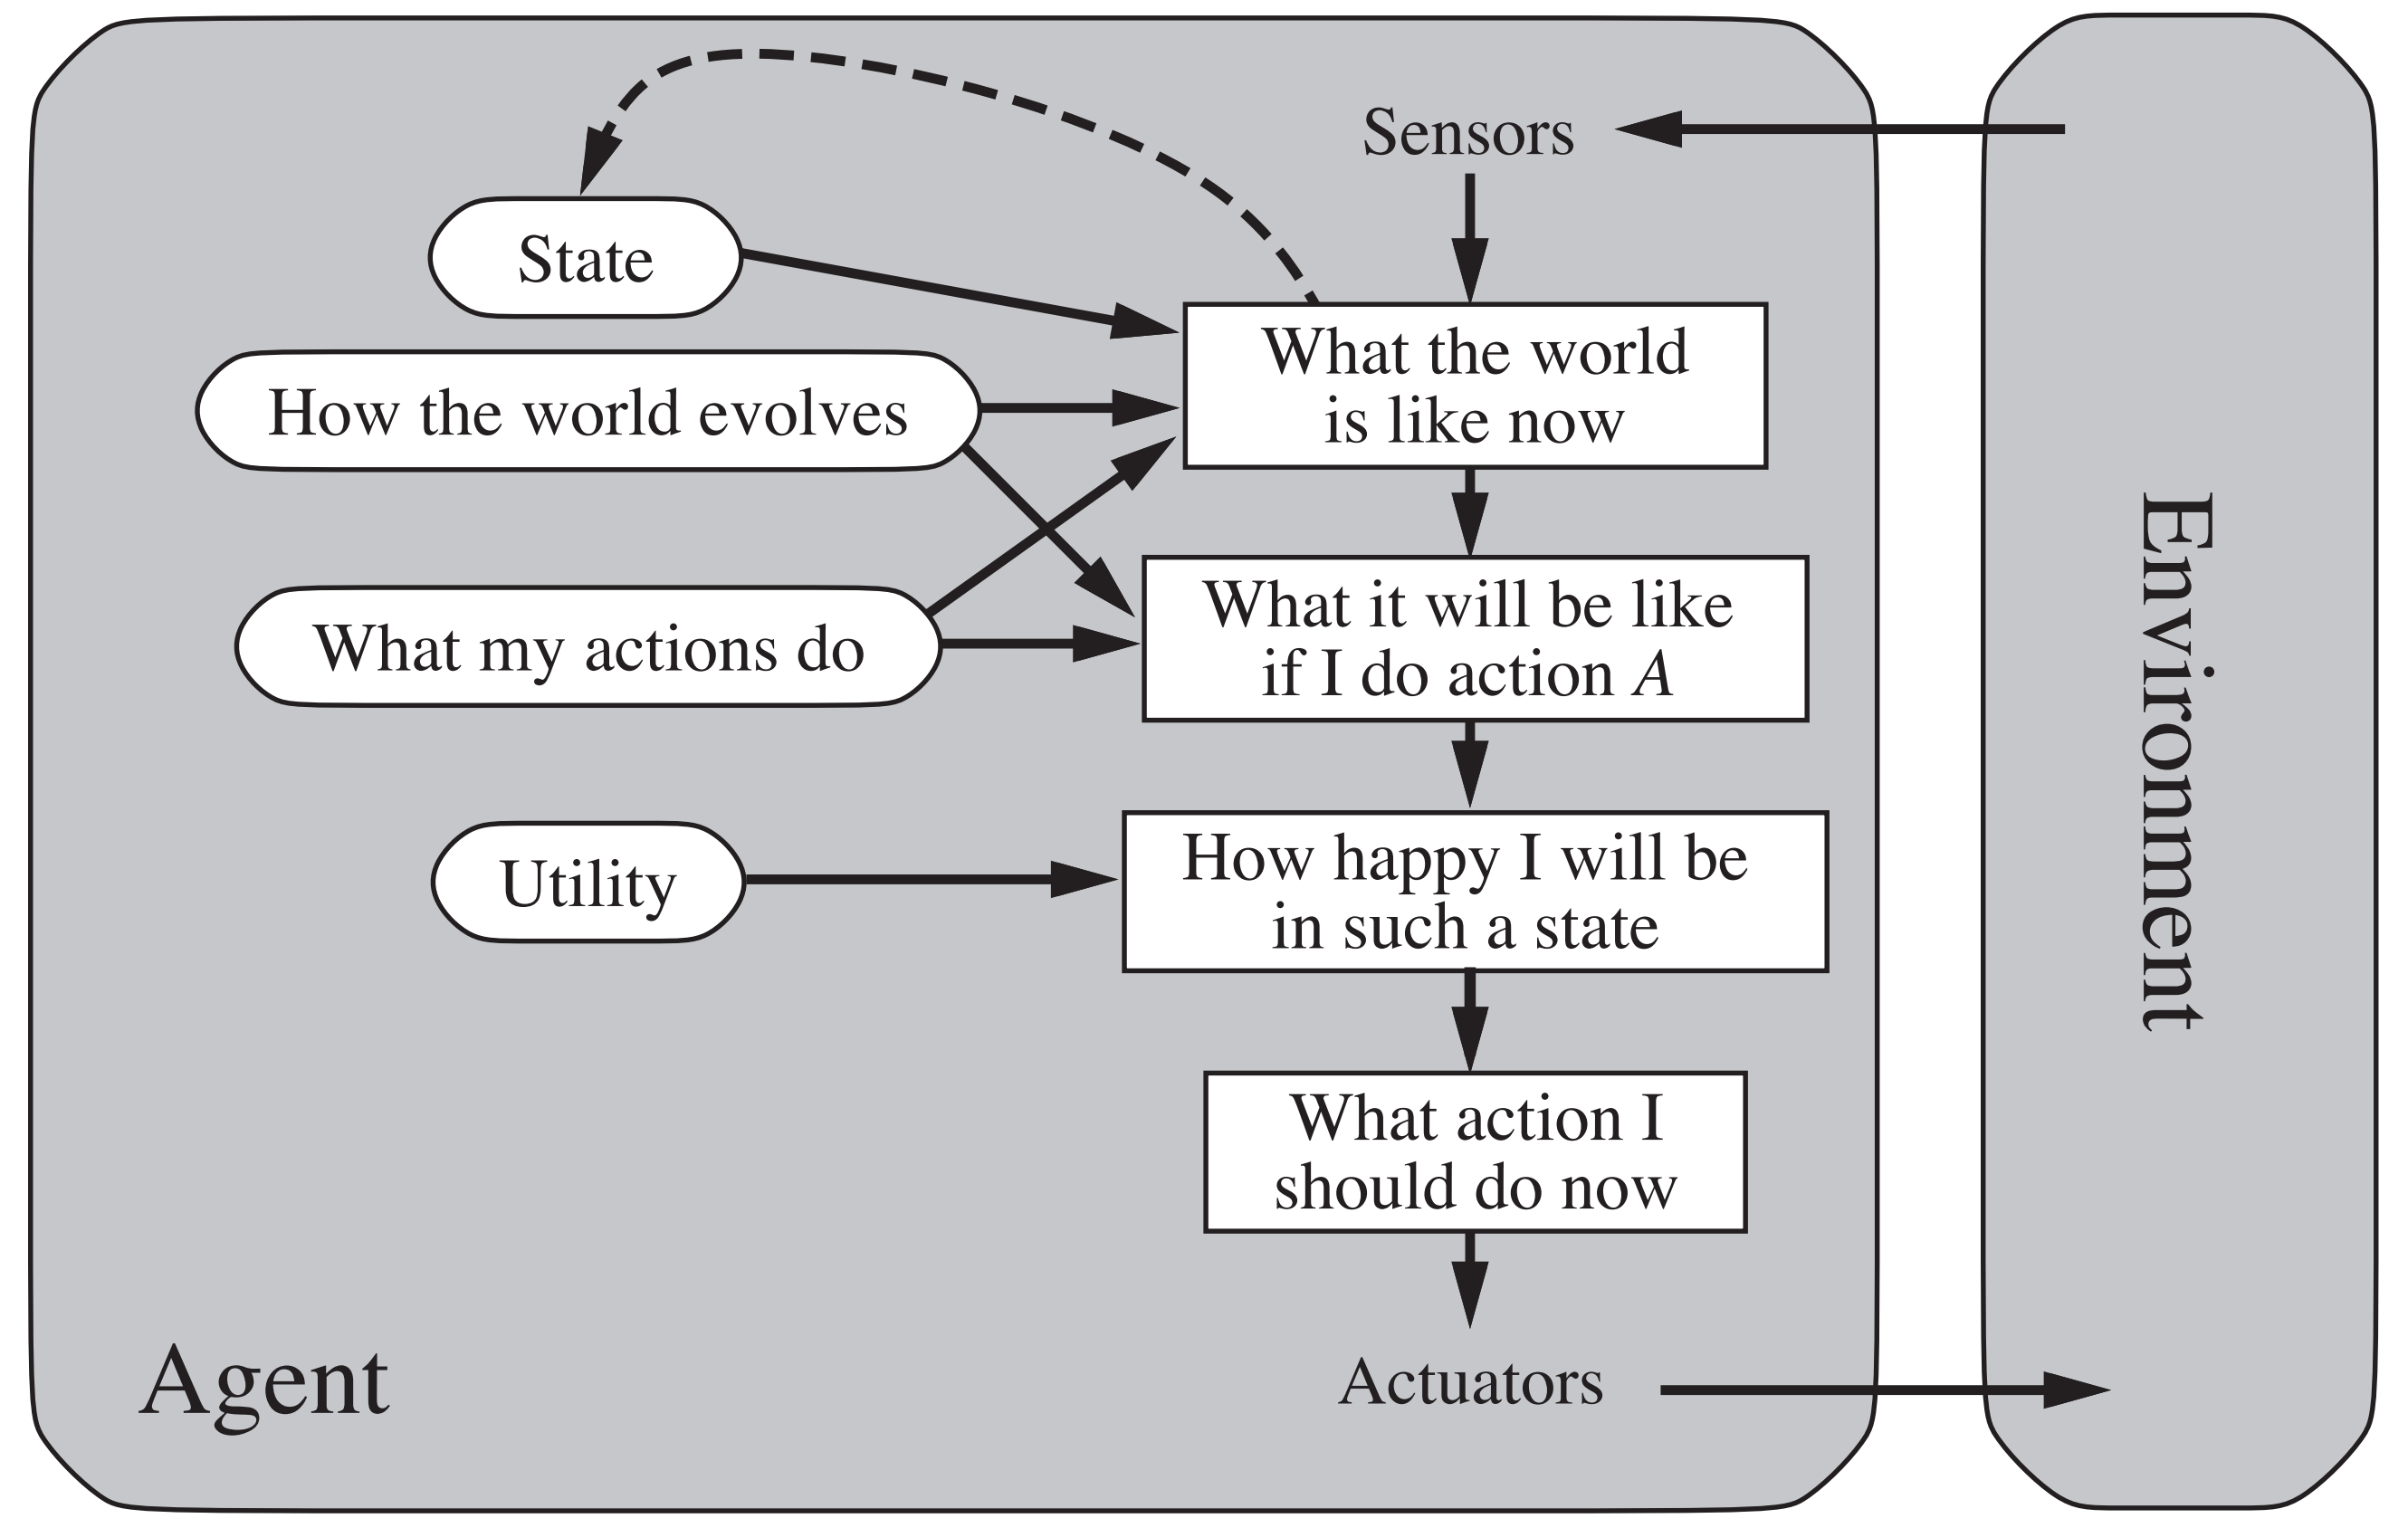 Sensors
State
What the world
is like now
How the world evolves
What it will be like
if I do action A
What my actions do
How happy I will be
in such a state
Utility
What action I
should do now
Agent
Actuators
Environment